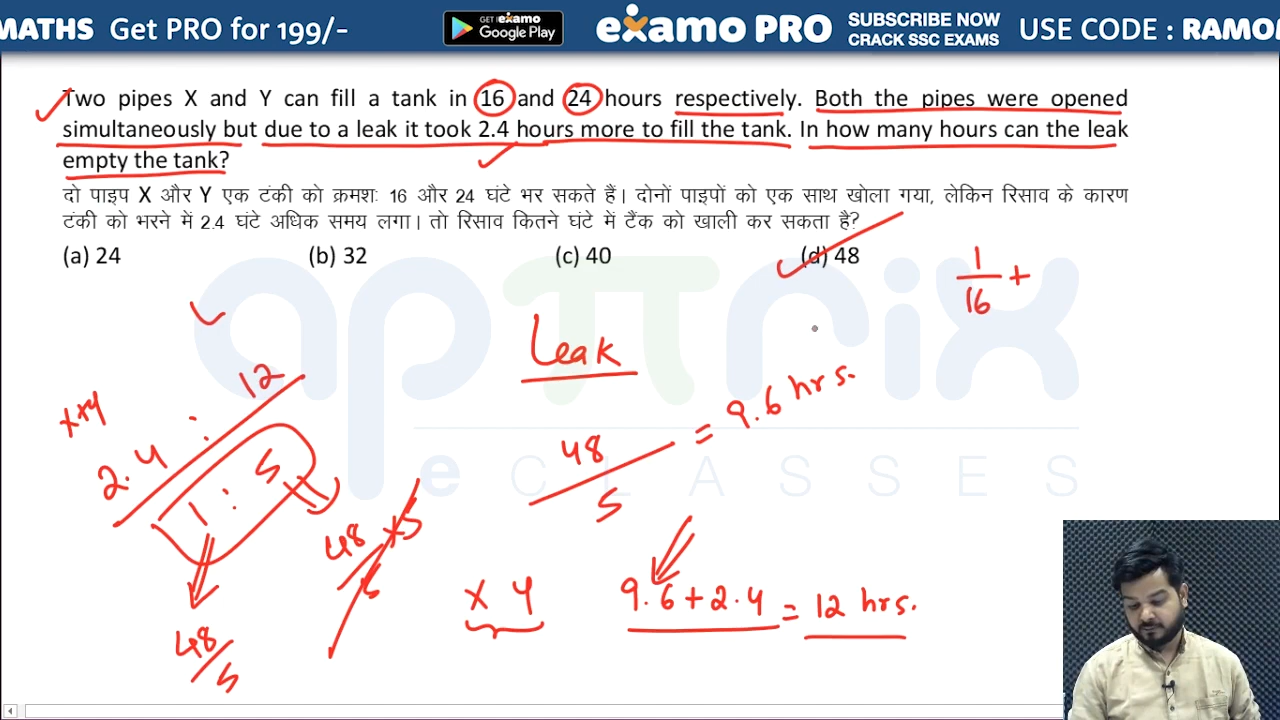 MATHS Get PRO for 199/- GET IT ON examo Google Play examo PRO SUBSCRIBE NOW CRACK SSC EXAMS USE CODE : RAMO
Two pipes X and Y can fill a tank in 16 and 24 hours respectively. Both the pipes were opened
simultaneously but due to a leak it took 2.4 hours more to fill the tank. In how many hours can the leak
empty the tank?
दो पाइप X और Y एक टंकी को क्रमशः 16 और 24 घंटे भर सकते हैं। दोनों पाइपों को एक साथ खोला गया, लेकिन रिसाव के कारण
टंकी को भरने में 2.4 घंटे अधिक समय लगा। तो रिसाव कितने घंटे में टैंक को खाली कर सकता है?
(a) 24 (b) 32 (c) 40 (d) 48
1/16 +
Leak
x+y
2.4 : 12
1 : 5
48/5 = 9.6 hrs.
48/5 ×5
48/5
X Y 9.6+2.4 = 12 hrs.
apπrix
e CLASSES